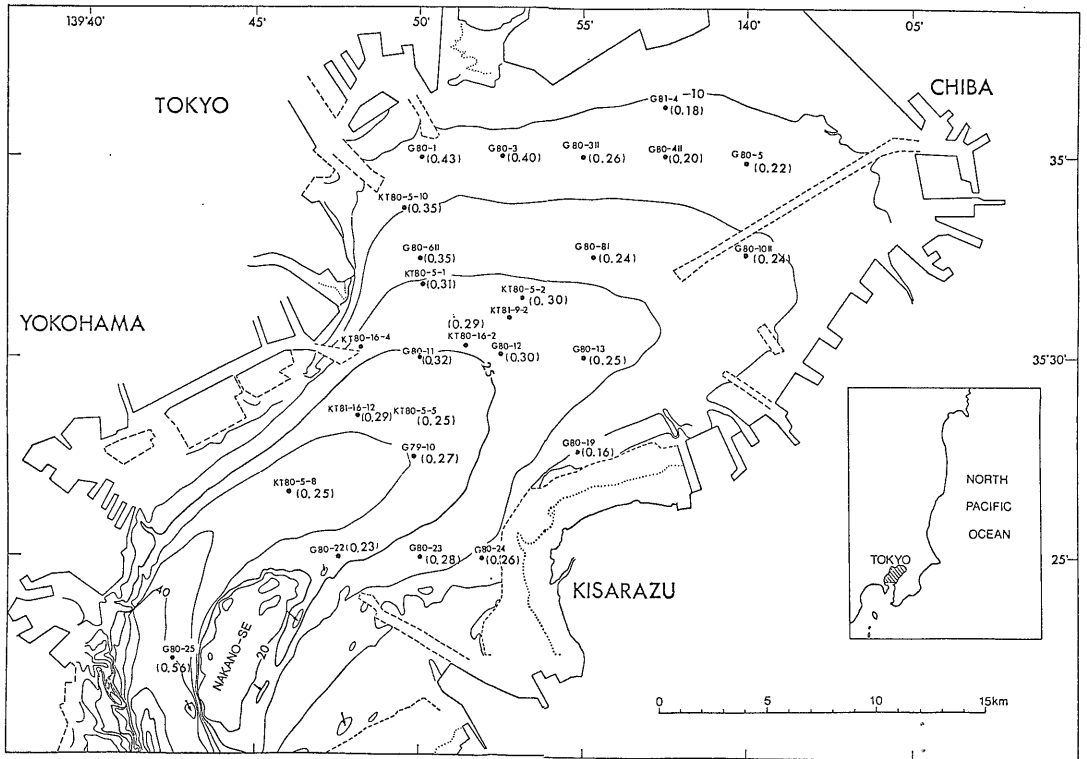 139°40'
45'
50'
55'
140°
05'
TOKYO
CHIBA
G81-4
-10
(0.18)
G80-1
(0.43)
G80-3
(0.40)
G80-3II
(0.26)
G80-4II
(0.20)
G80-5
(0.22)
35'
KT80-5-10
(0.35)
G80-6II
(0.35)
G80-8I
(0.24)
G80-10II
(0.24)
KT80-5-1
(0.31)
KT80-5-2
(0.30)
KT81-9-2
(0.29)
YOKOHAMA
KT80-16-4
KT80-16-2
G80-11
(0.32)
G80-12
(0.30)
G80-13
(0.25)
35°30'
25
KT81-16-12
(0.29)
KT80-5-5
(0.25)
G79-10
(0.27)
G80-19
(0.16)
KT80-5-8
(0.25)
NORTH
PACIFIC
OCEAN
G80-22(0.23)
G80-23
(0.28)
G80-24
(0.26)
25'
TOKYO
KISARAZU
40
G80-25
(0.56)
NAKANO-SE
20
0
5
10
15km